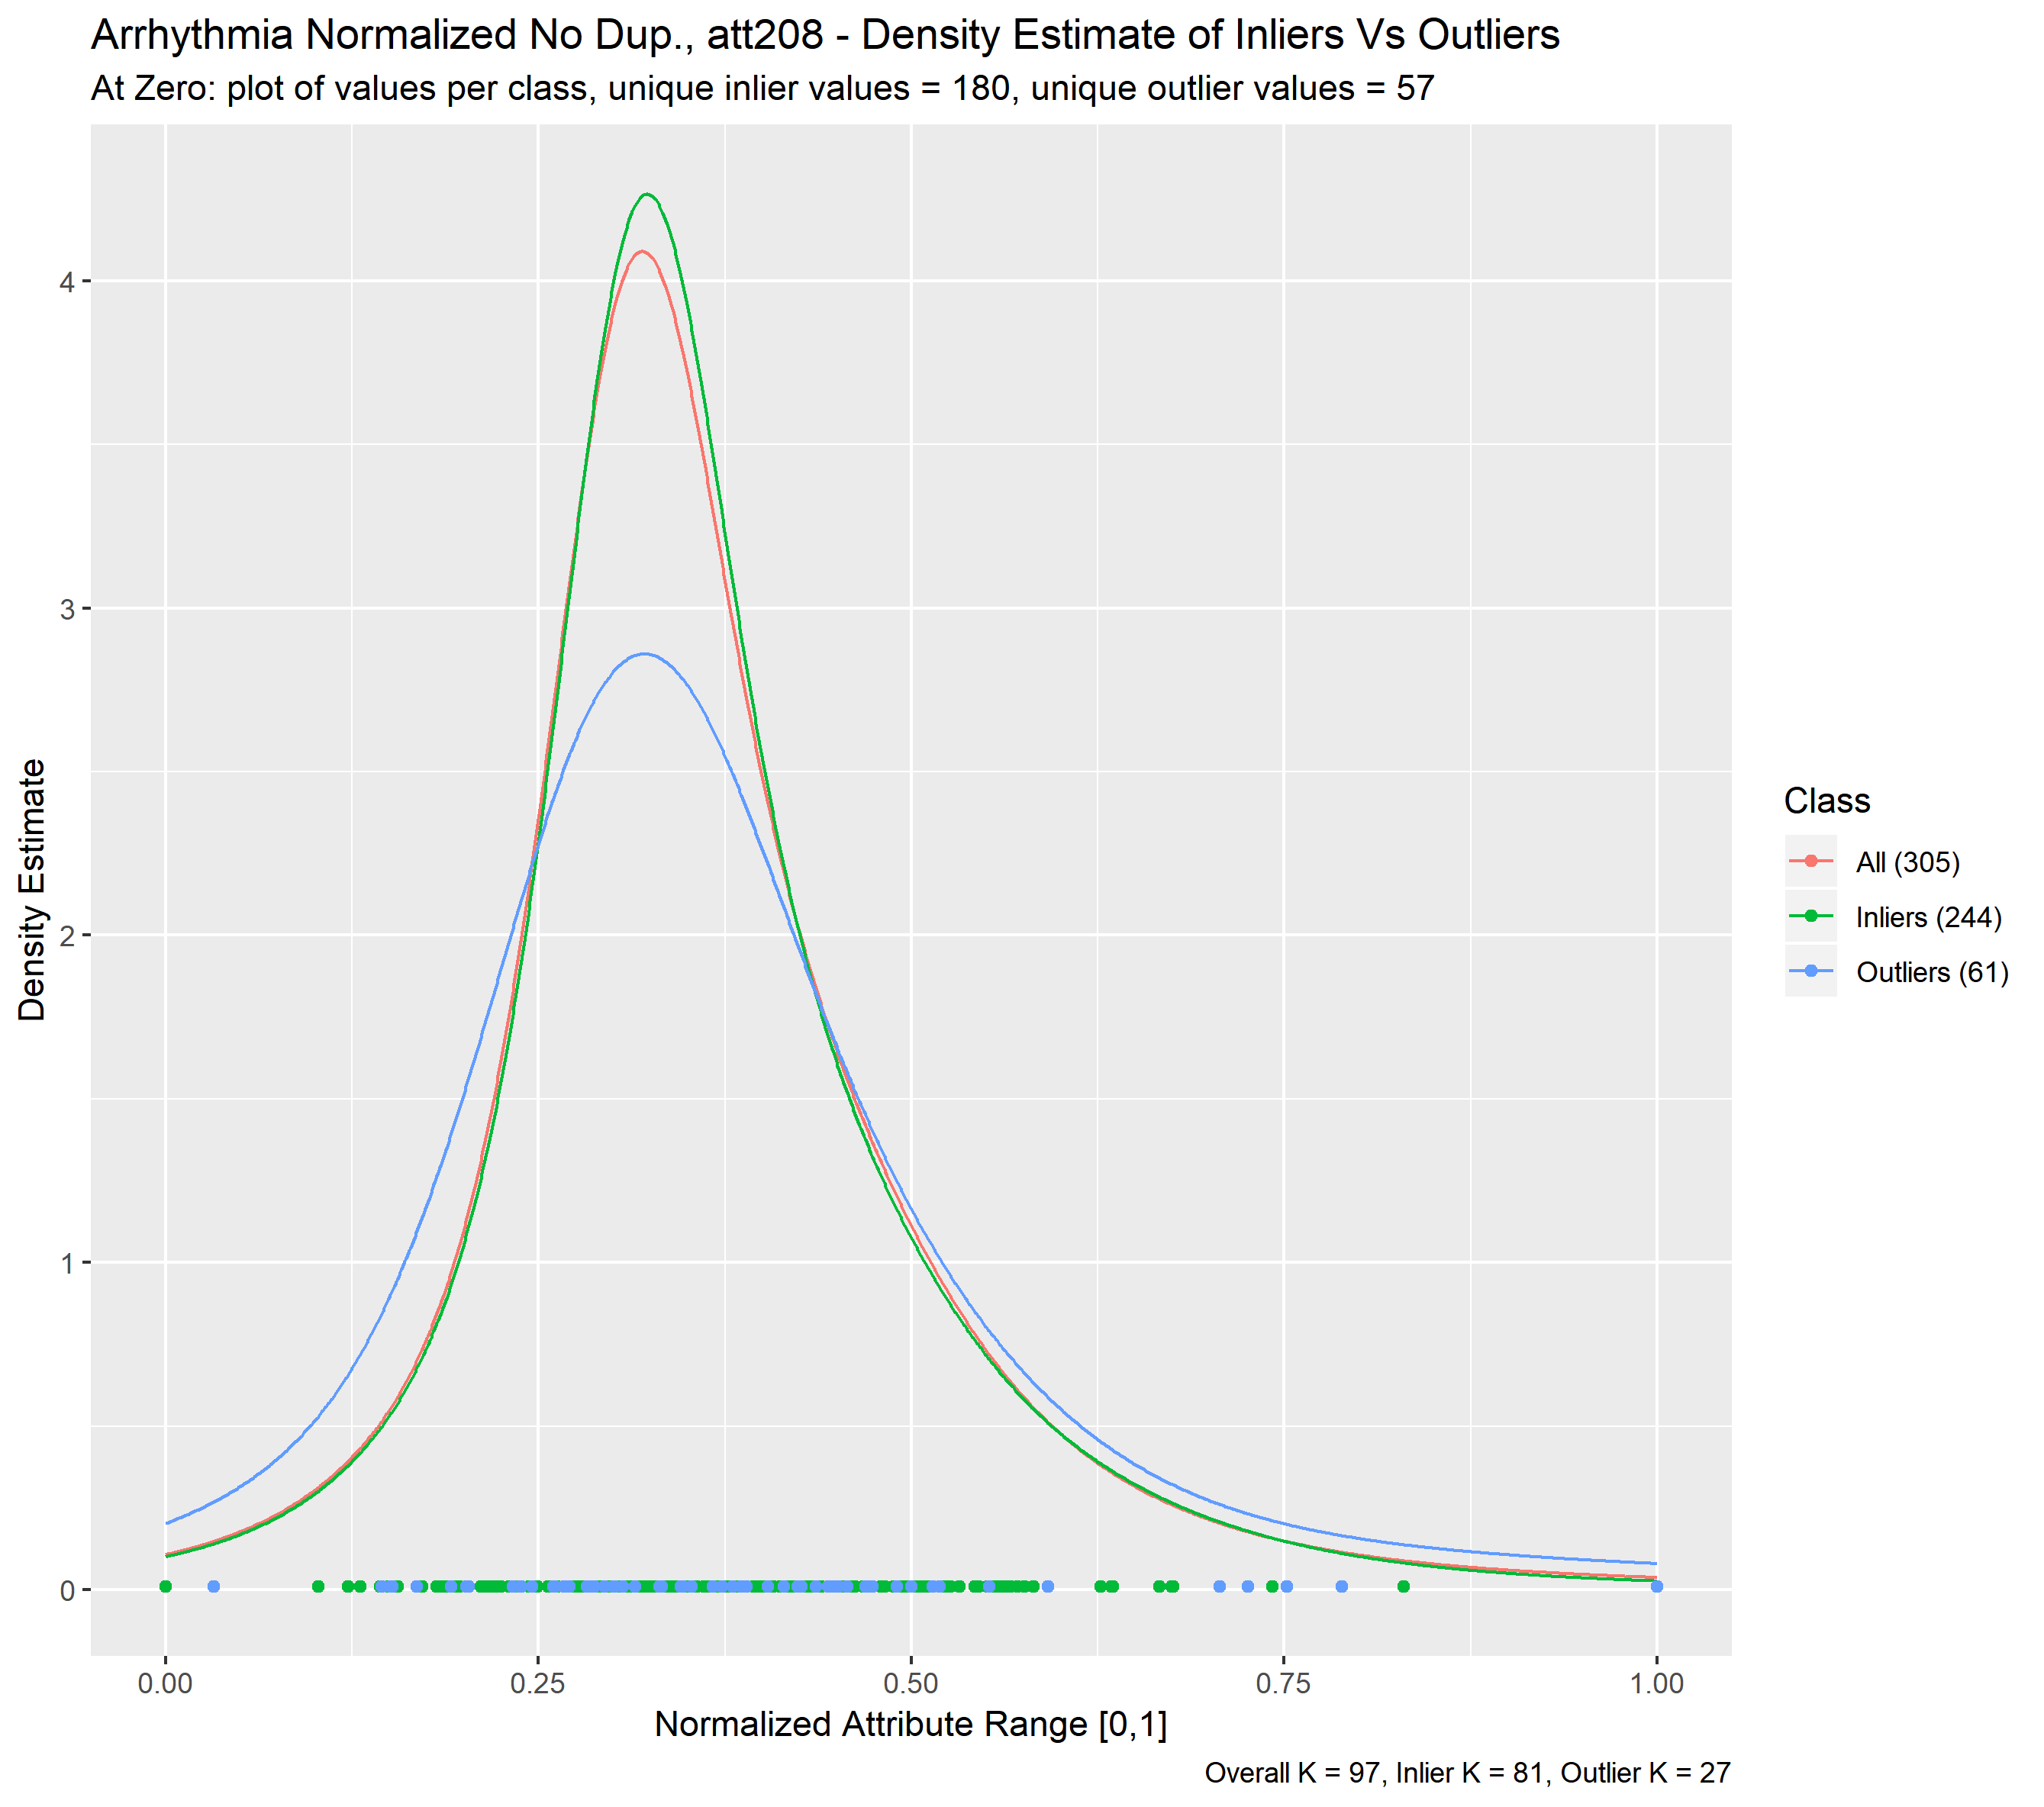 Arrhythmia Normalized No Dup., att208 - Density Estimate of Inliers Vs Outliers
At Zero: plot of values per class, unique inlier values = 180, unique outlier values = 57
Density Estimate
4
3
2
1
0
0.00 0.25 0.50 0.75 1.00
Normalized Attribute Range [0,1]
Overall K = 97, Inlier K = 81, Outlier K = 27
Class
All (305)
Inliers (244)
Outliers (61)